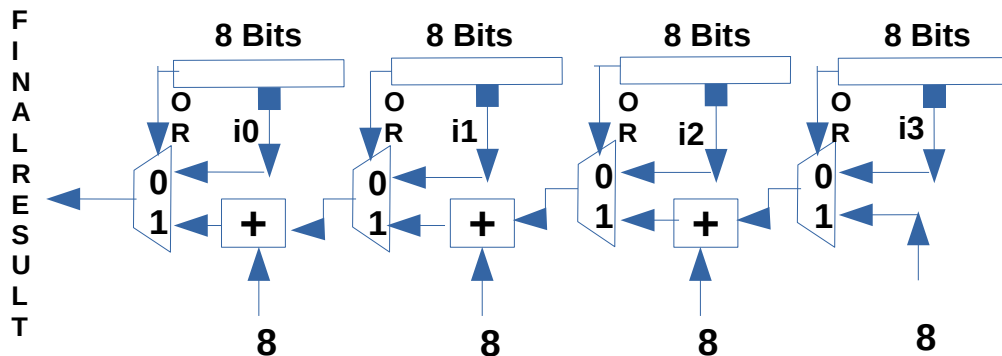 FINALRESULT
8 Bits 8 Bits 8 Bits 8 Bits
O O O O
R i0 R i1 R i2 R i3
0 0 0 0
1 + 1 + 1 + 1
8 8 8 8